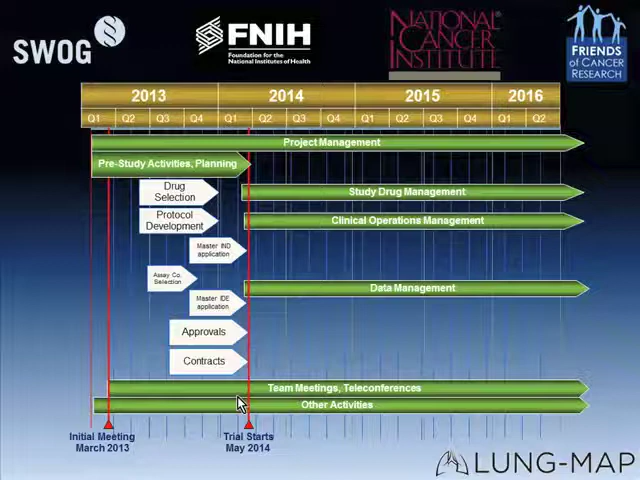 SWOG
FNIH
Foundation for the
National Institutes of Health
NATIONAL
CANCER
INSTITUTE
FRIENDS
of CANCER
RESEARCH
2013 2014 2015 2016
Q1 Q2 Q3 Q4 Q1 Q2 Q3 Q4 Q1 Q2 Q3 Q4 Q1 Q2
Project Management
Pre-Study Activities, Planning
Drug
Selection
Study Drug Management
Protocol
Development
Clinical Operations Management
Master IND
application
Assay Co.
Selection
Data Management
Master IDE
application
Approvals
Contracts
Team Meetings, Teleconferences
Other Activities
Initial Meeting
March 2013
Trial Starts
May 2014
LUNG-MAP